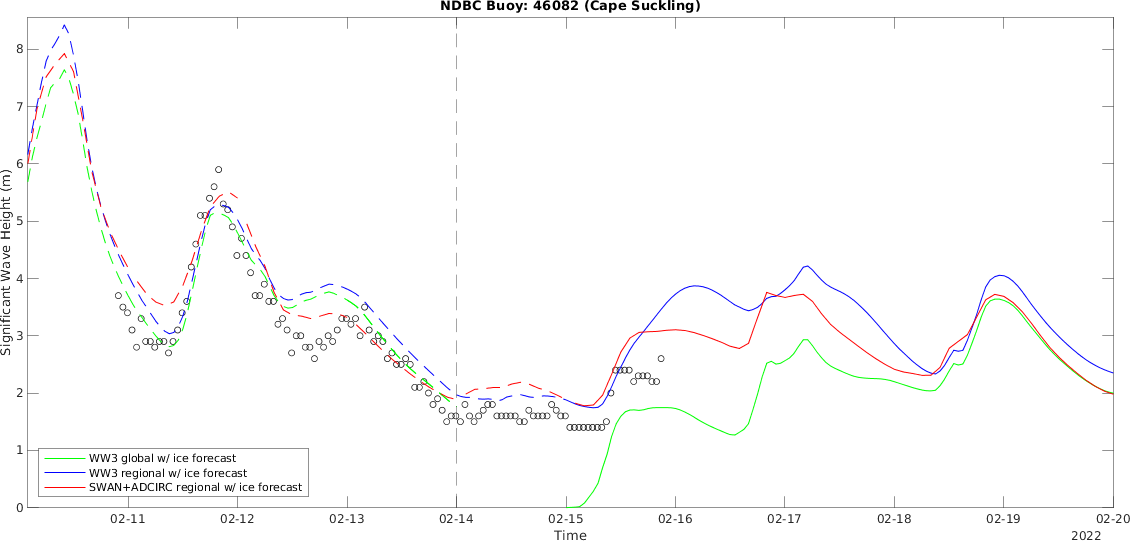 NDBC Buoy: 46082 (Cape Suckling)
8
7
6
5
4
3
2
1
0
Significant Wave Height (m)
WW3 global w/ ice forecast
WW3 regional w/ ice forecast
SWAN+ADCIRC regional w/ ice forecast
02-11 02-12 02-13 02-14 02-15 02-16 02-17 02-18 02-19 02-20
Time
2022